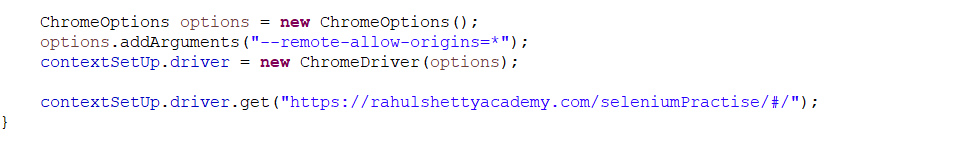 ChromeOptions options = new ChromeOptions();
options.addArguments("--remote-allow-origins=*");
contextSetUp.driver = new ChromeDriver(options);
contextSetUp.driver.get("https://rahulshettyacademy.com/seleniumPractise/#/");
}